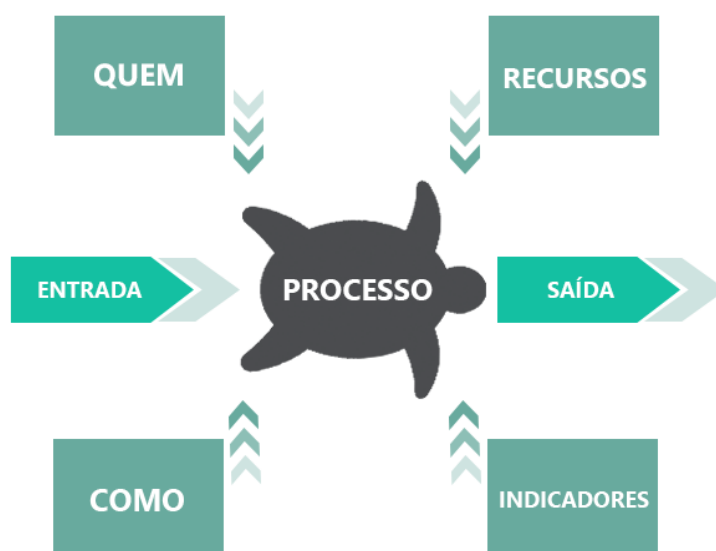 QUEM
RECURSOS
ENTRADA
PROCESSO
SAÍDA
COMO
INDICADORES